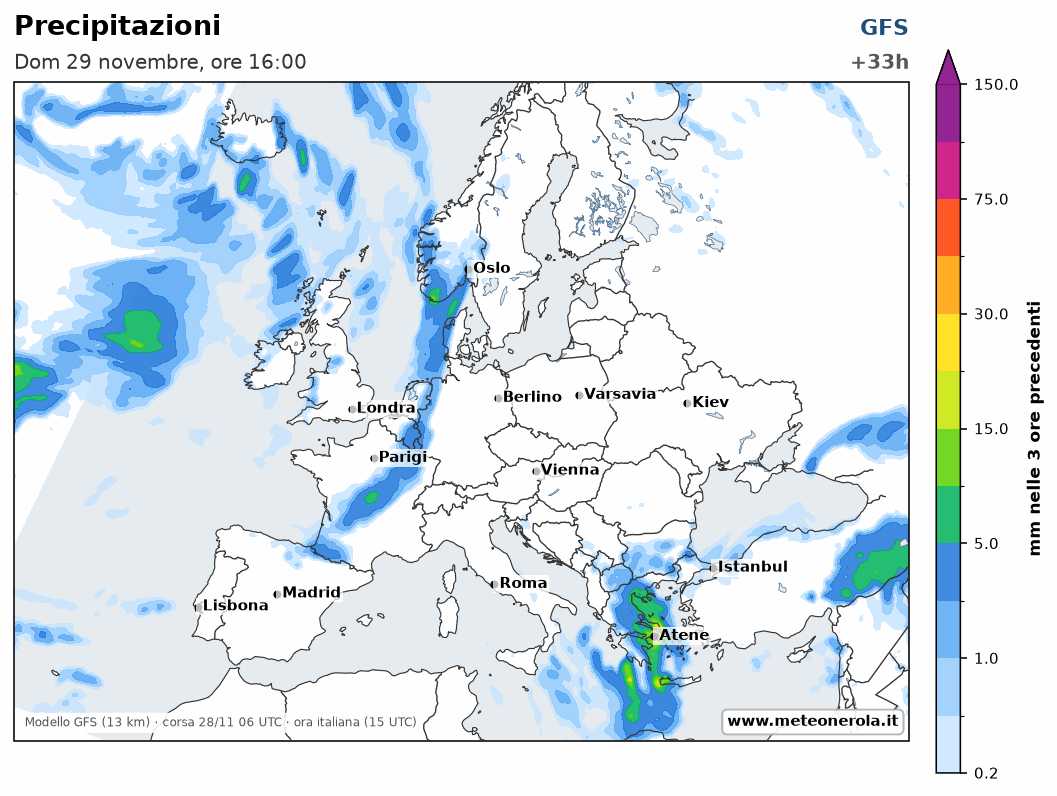 Precipitazioni
GFS
Dom 29 novembre, ore 16:00
+33h
150.0
75.0
30.0
15.0
5.0
1.0
0.2
mm nelle 3 ore precedenti
Oslo
Londra
Berlino
Varsavia
Kiev
Parigi
Vienna
Istanbul
Roma
Madrid
Lisbona
Atene
Modello GFS (13 km) · corsa 28/11 06 UTC · ora italiana (15 UTC)
www.meteonerola.it